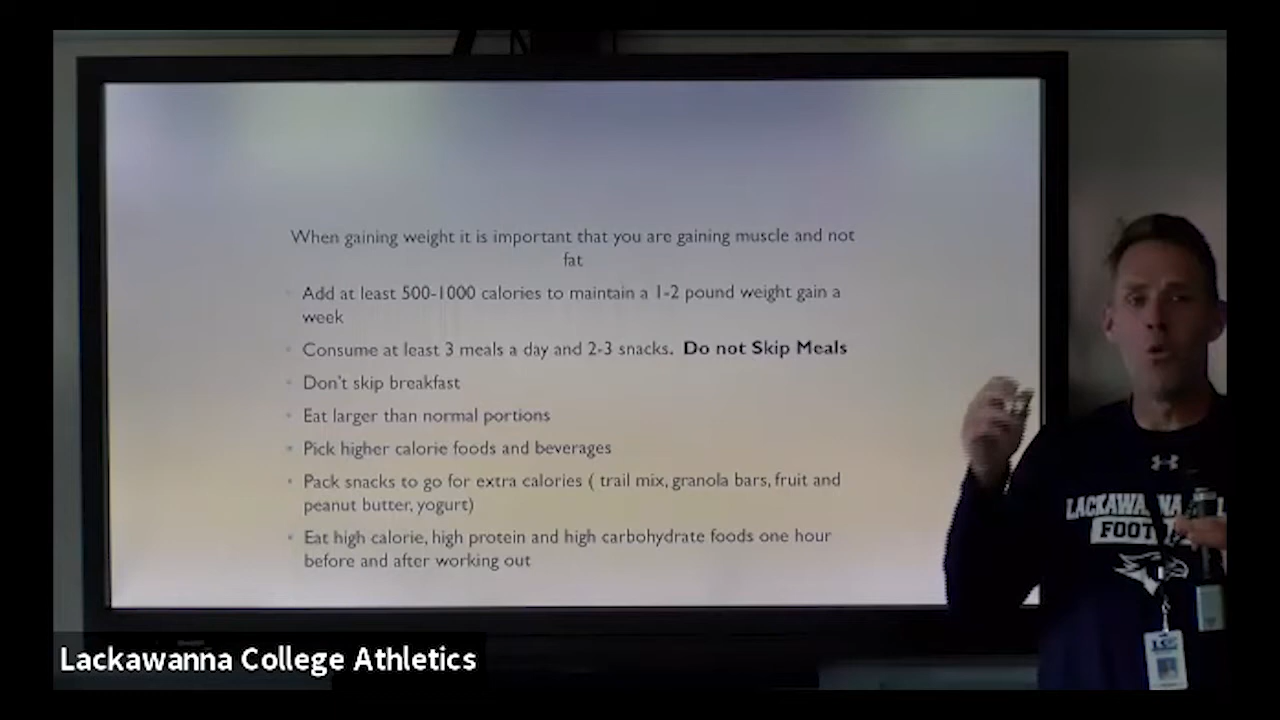 When gaining weight it is important that you are gaining muscle and not
fat
Add at least 500-1000 calories to maintain a 1-2 pound weight gain a
week
Consume at least 3 meals a day and 2-3 snacks. Do not Skip Meals
Don't skip breakfast
Eat larger than normal portions
Pick higher calorie foods and beverages
Pack snacks to go for extra calories ( trail mix, granola bars, fruit and
peanut butter, yogurt)
Eat high calorie, high protein and high carbohydrate foods one hour
before and after working out
LACKAWANNA
Lackawanna College Athletics